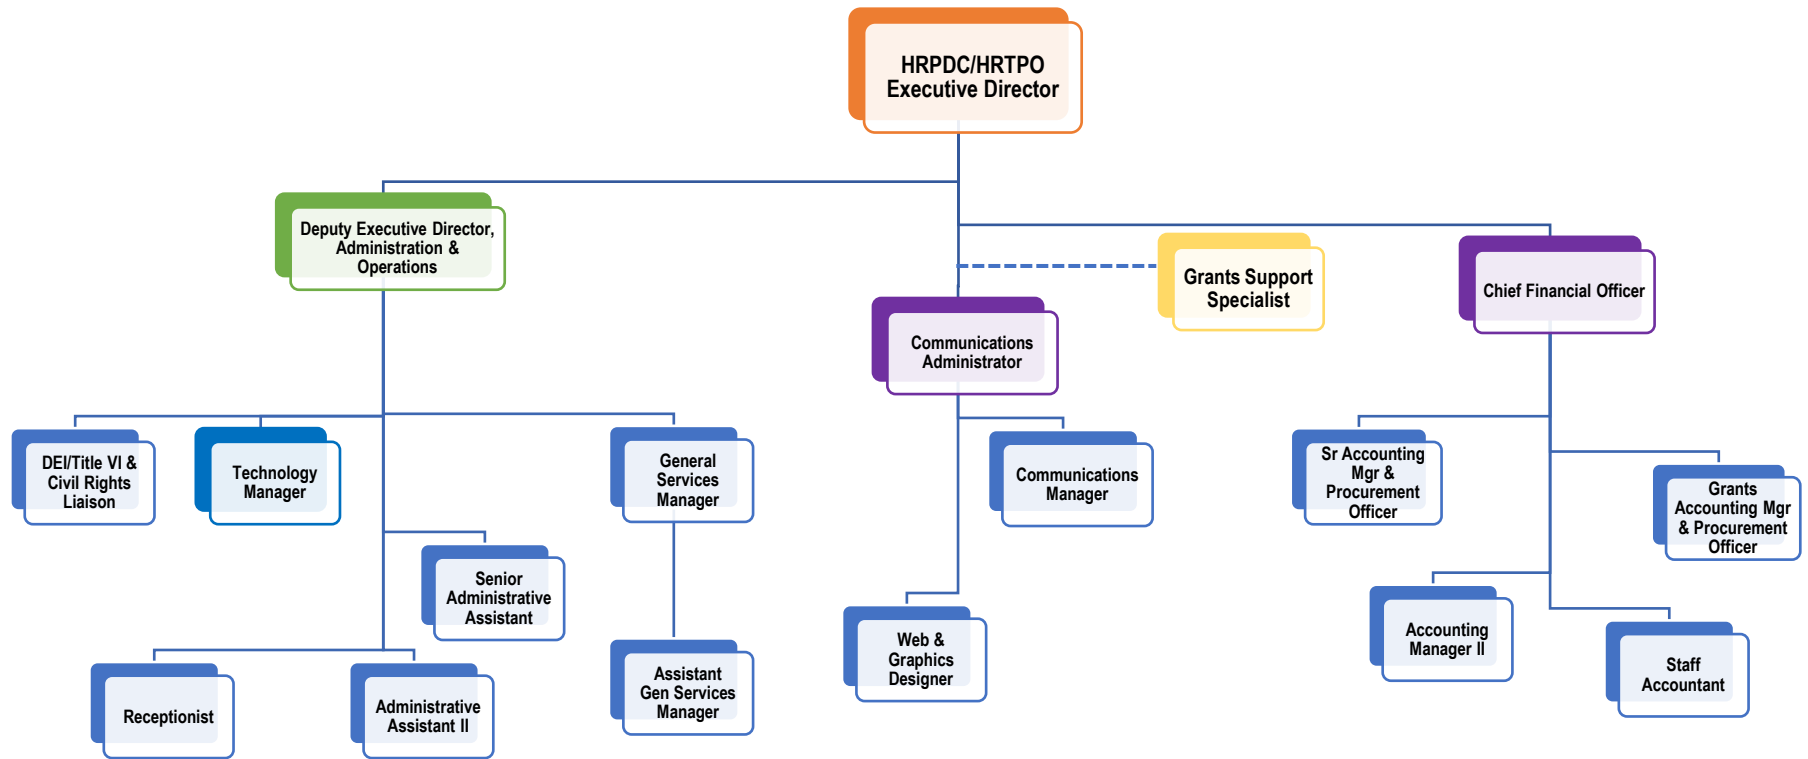 HRPDC/HRTPO
Executive Director
Deputy Executive Director,
Administration &
Operations
Grants Support
Specialist
Chief Financial Officer
Communications
Administrator
DEI/Title VI &
Civil Rights
Liaison
Technology
Manager
General
Services
Manager
Communications
Manager
Sr Accounting
Mgr &
Procurement
Officer
Grants
Accounting Mgr
& Procurement
Officer
Senior
Administrative
Assistant
Web &
Graphics
Designer
Accounting
Manager II
Staff
Accountant
Receptionist
Administrative
Assistant II
Assistant
Gen Services
Manager